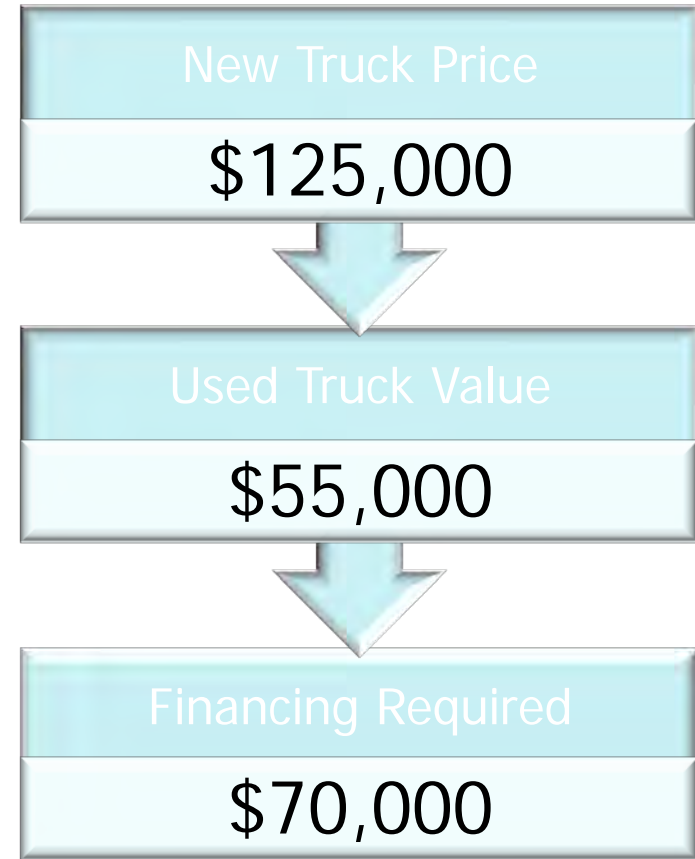 New Truck Price
$125,000
Used Truck Value
$55,000
Financing Required
$70,000